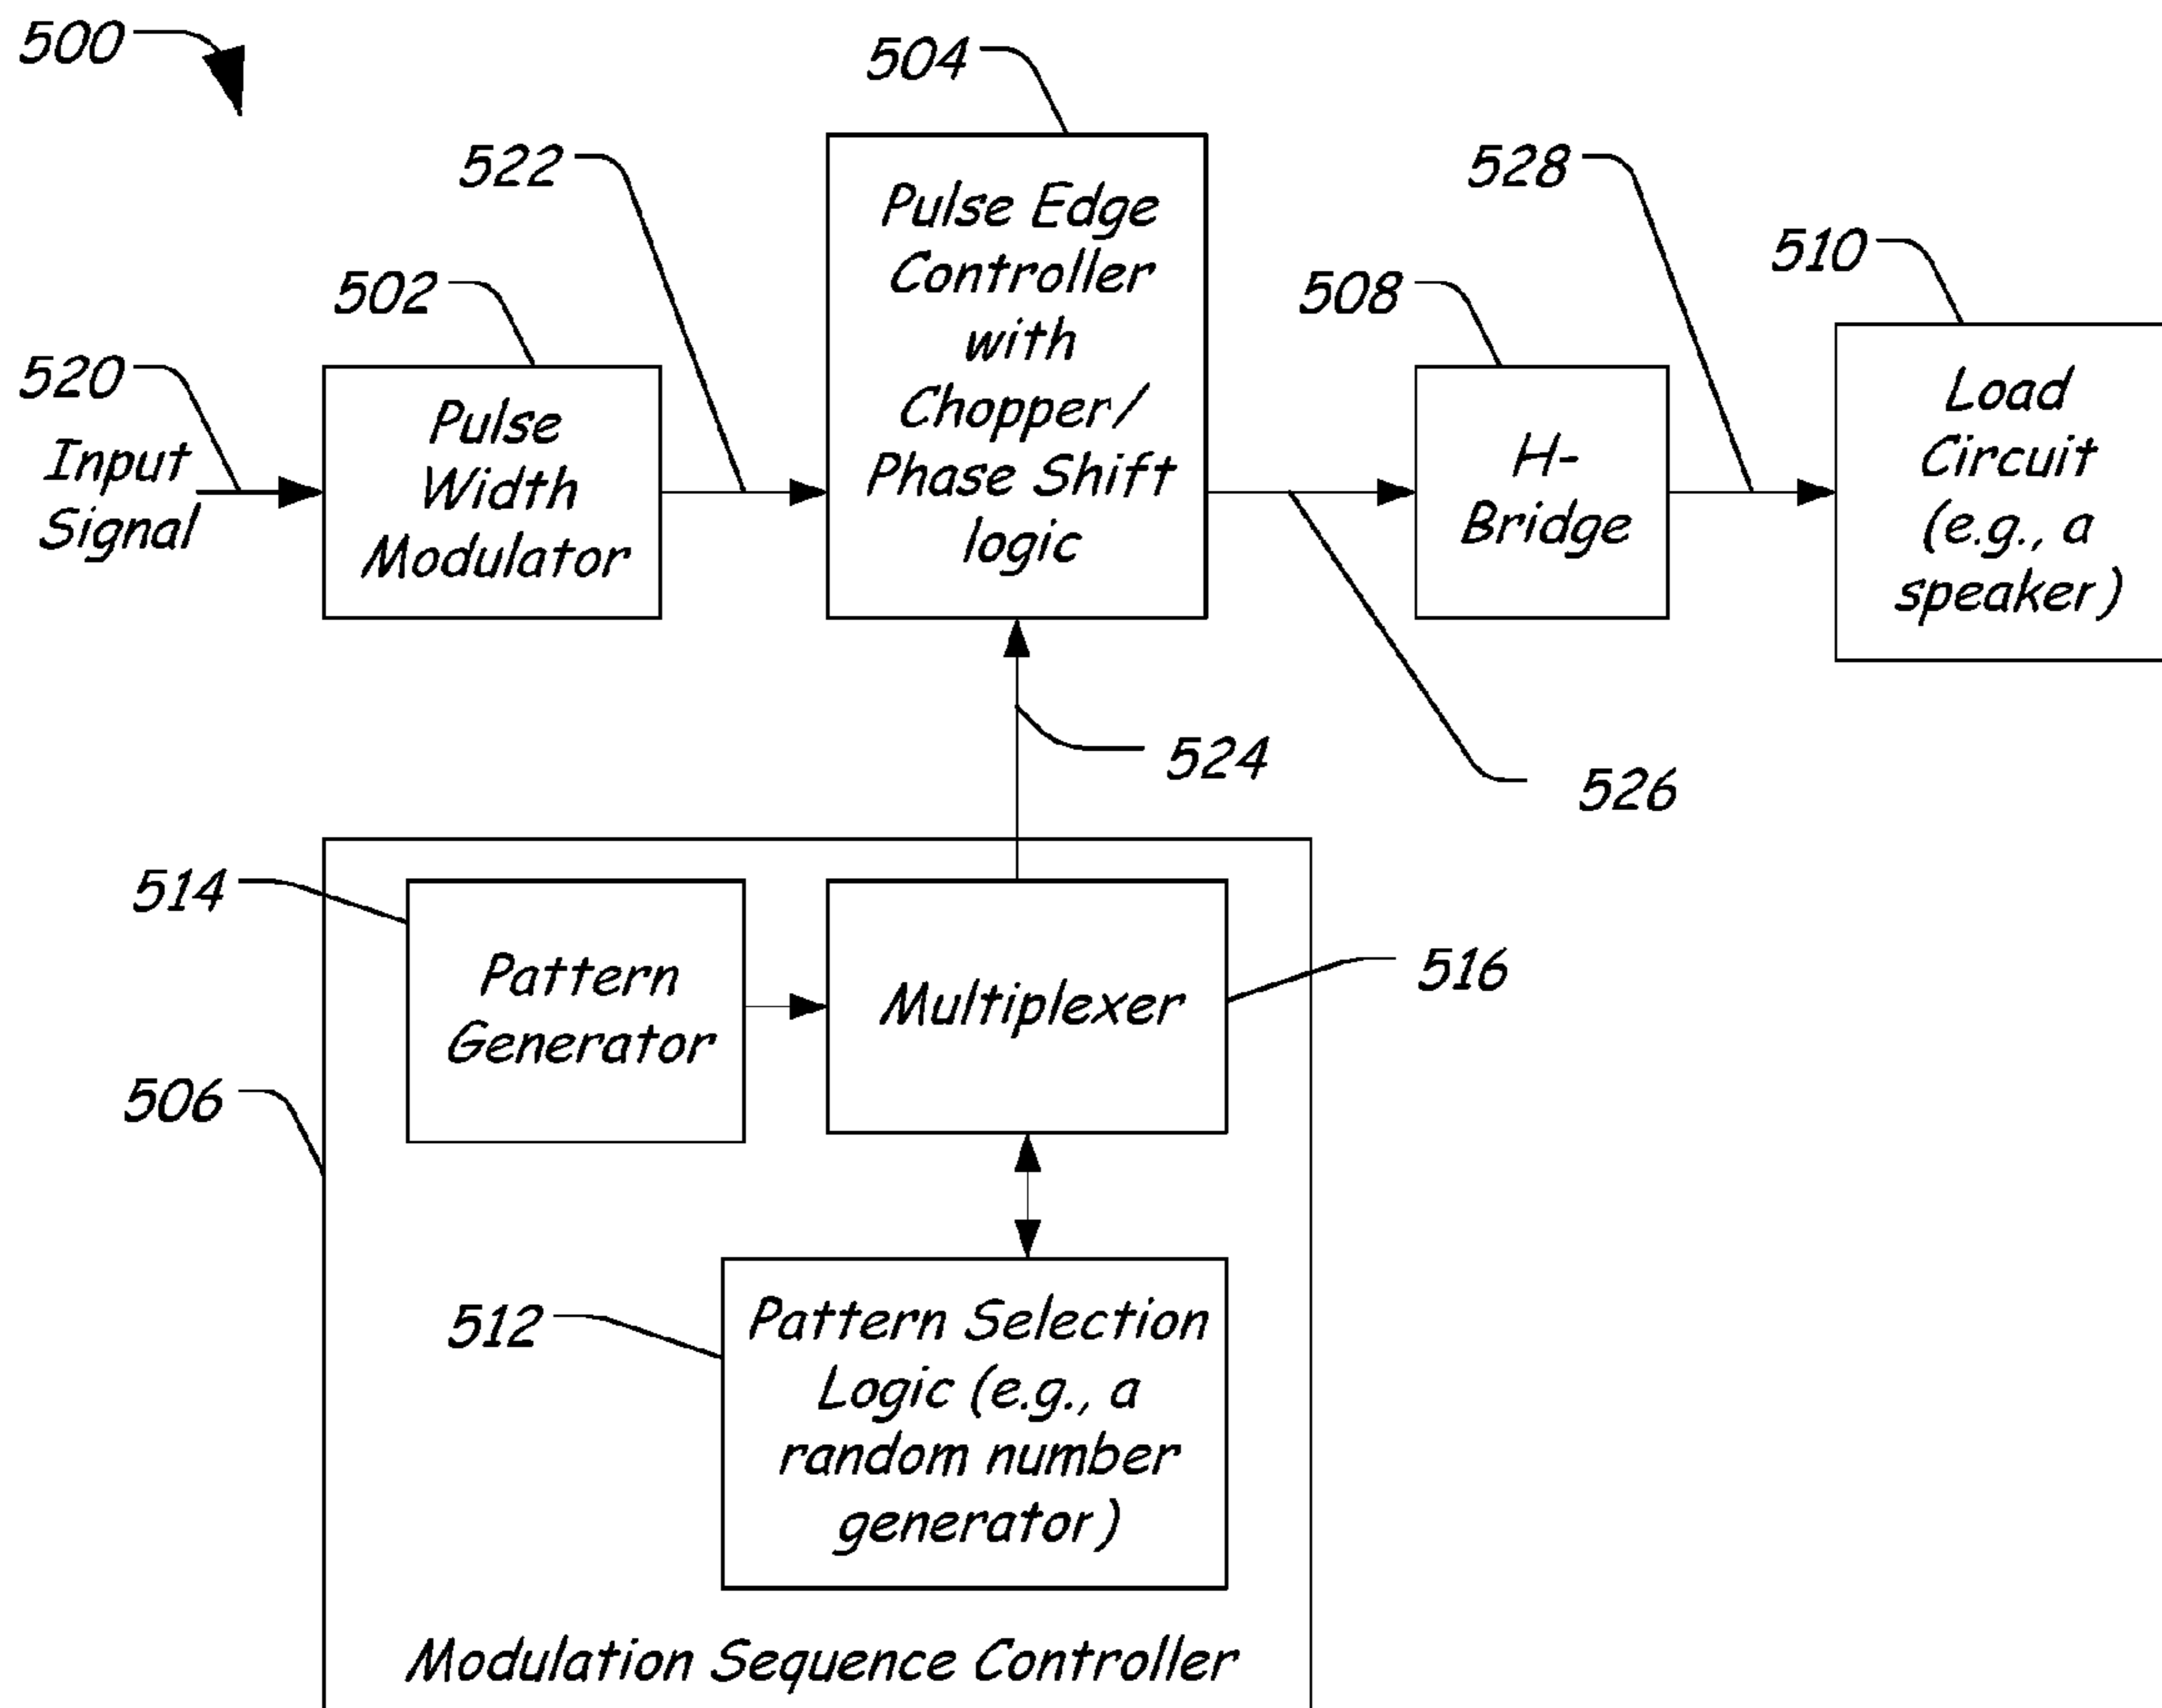 500
504
522
528
510
502
508
520
Input
Signal
Pulse
Width
Modulator
Pulse Edge
Controller
with
Chopper/
Phase Shift
logic
H-
Bridge
Load
Circuit
(e.g., a
speaker)
524
526
514
Pattern
Generator
Multiplexer
516
506
512
Pattern Selection
Logic (e.g., a
random number
generator)
Modulation Sequence Controller